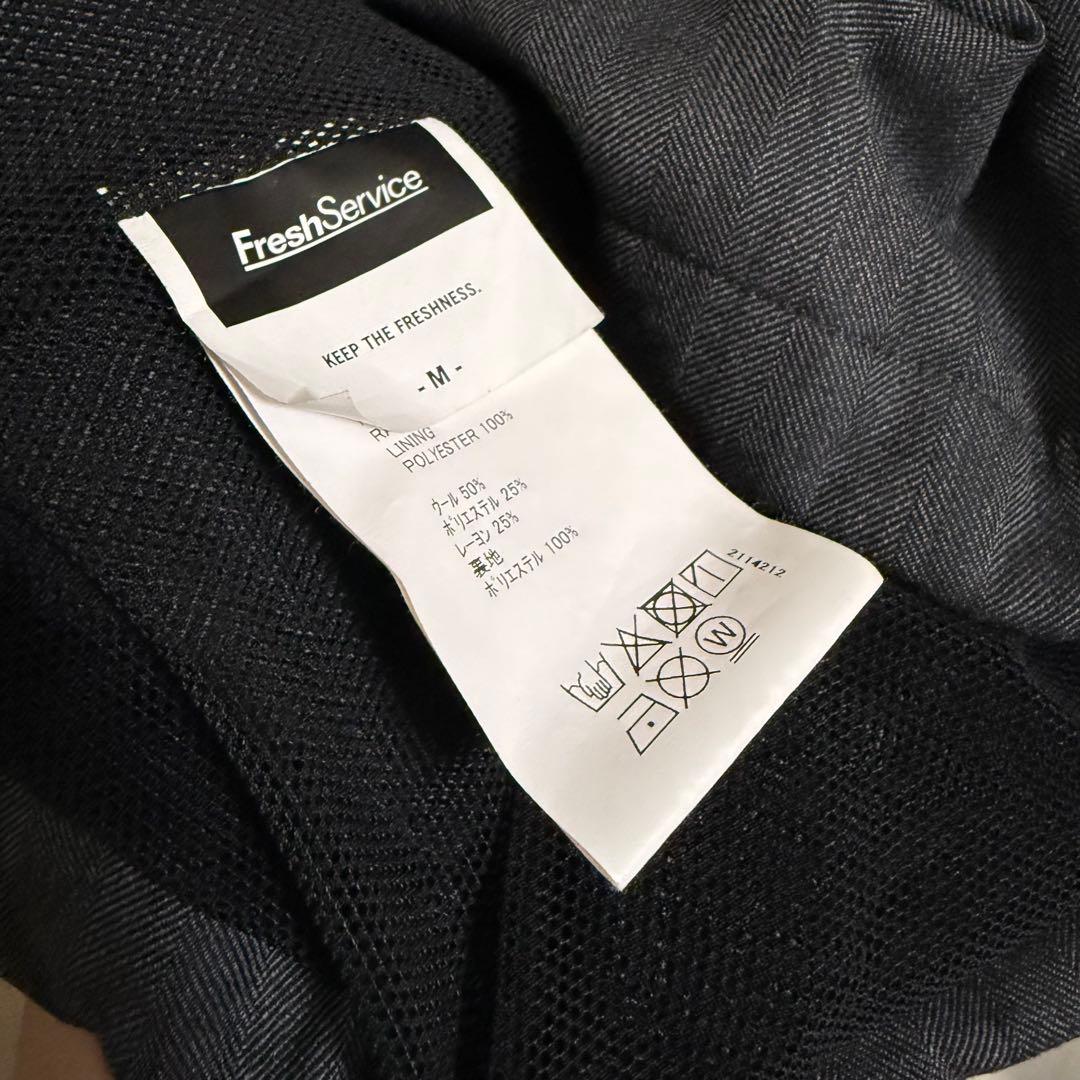 FreshService
KEEP THE FRESHNESS.
- M -
LINING
POLYESTER 100%
ウール 50%
ポリエステル 25%
レーヨン 25%
裏地
ポリエステル 100%
2114212
W